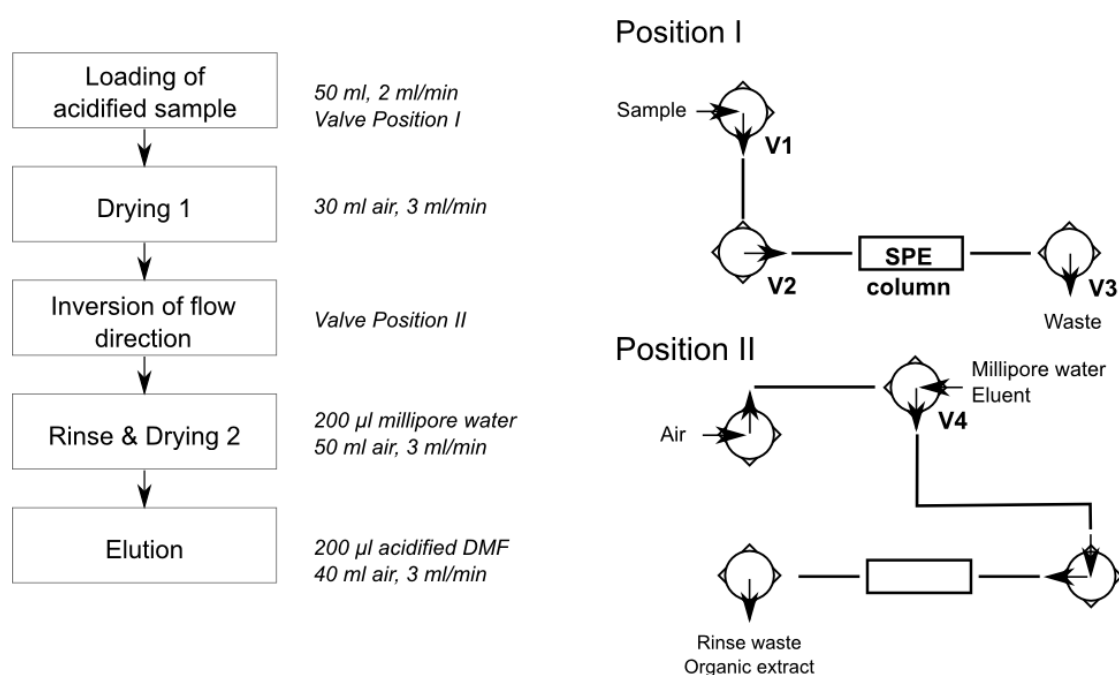 Loading of
acidified sample
50 ml, 2 ml/min
Valve Position I
Drying 1
30 ml air, 3 ml/min
Inversion of flow
direction
Valve Position II
Rinse & Drying 2
200 µl millipore water
50 ml air, 3 ml/min
Elution
200 µl acidified DMF
40 ml air, 3 ml/min
Position I
Sample
V1
V2
SPE
column
V3
Waste
Position II
Millipore water
Eluent
V4
Air
Rinse waste
Organic extract